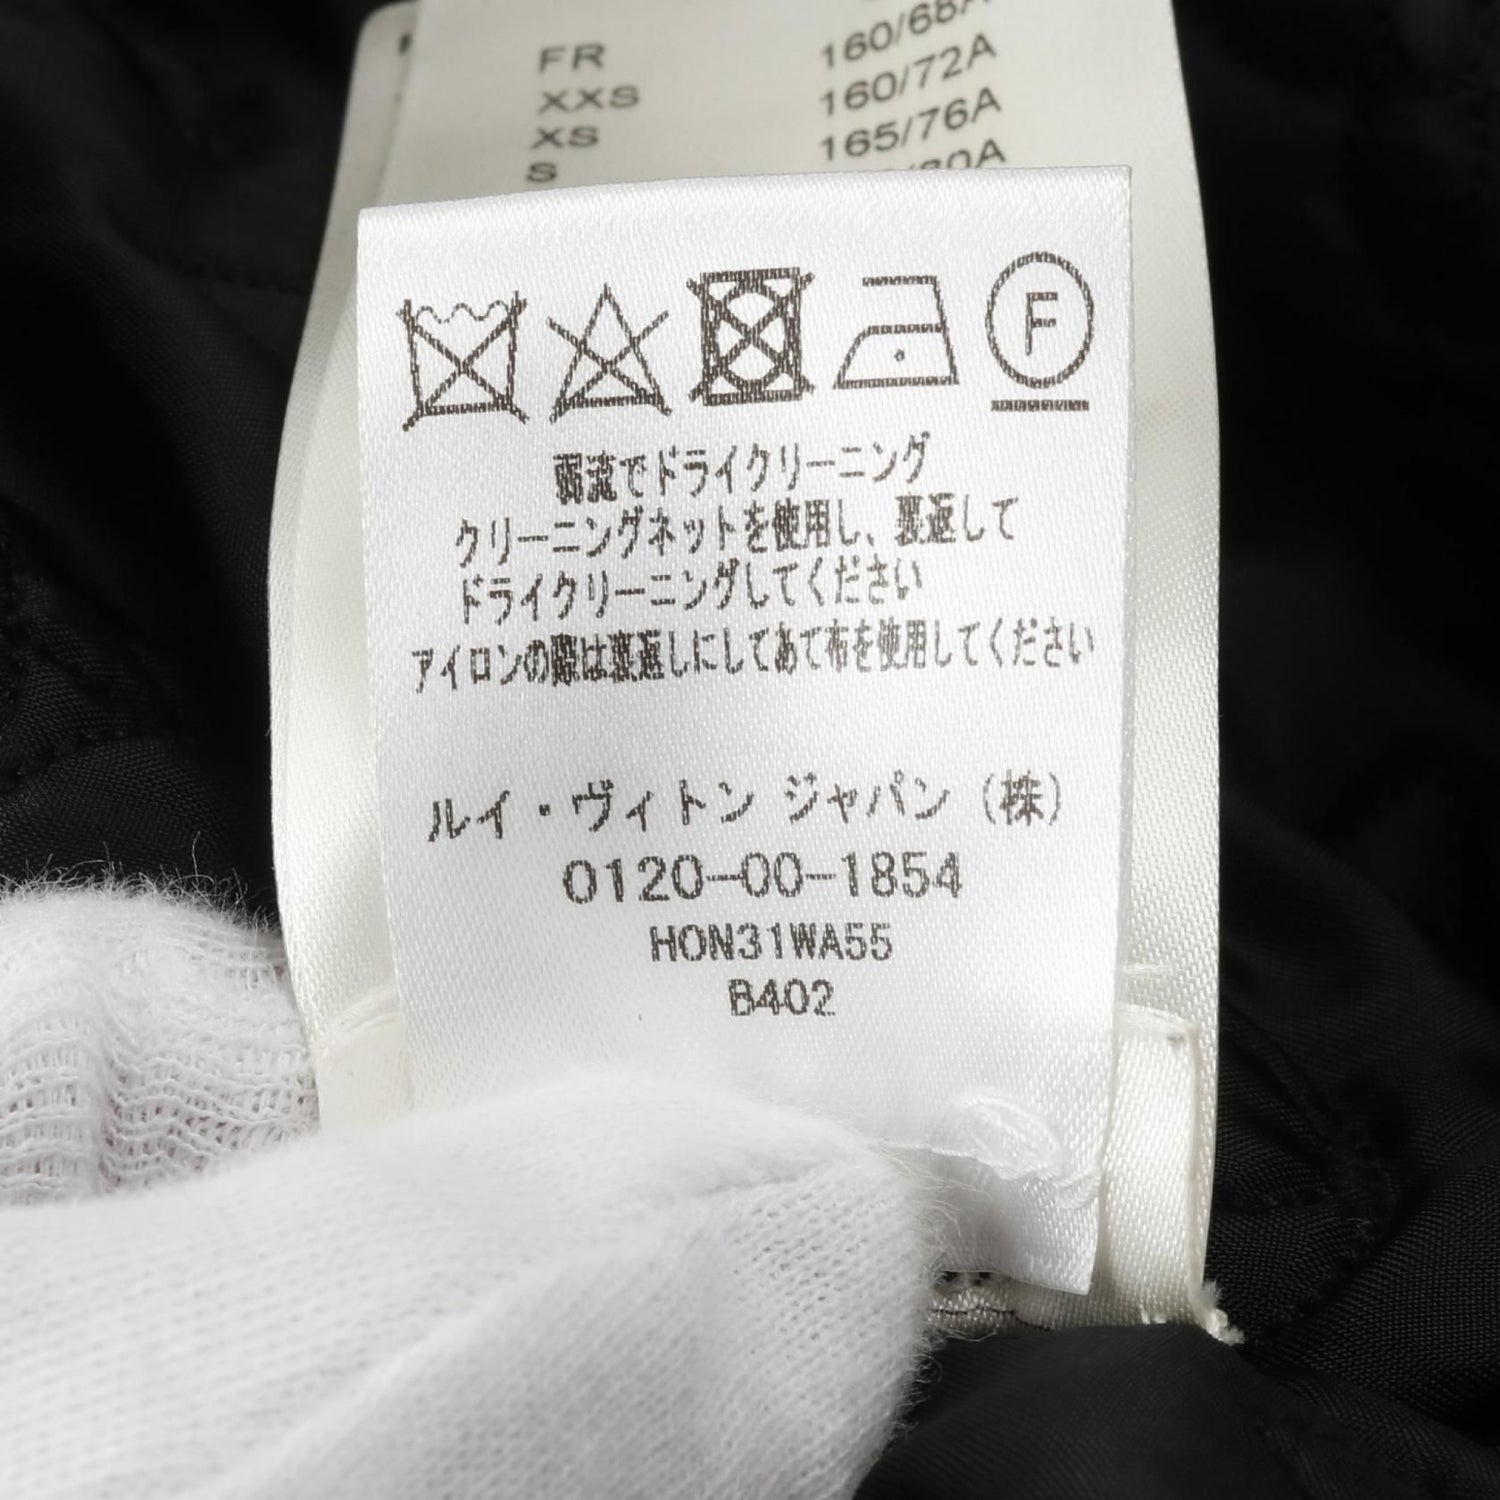 FR 160/68A
XXS 160/72A
XS 165/76A
S
F
弱流でドライクリーニング
クリーニングネットを使用し、裏返して
ドライクリーニングしてください
アイロンの際は裏返しにしてあて布を使用してください
ルイ・ヴィトン ジャパン（株）
0120-00-1854
HON31WA55
B402